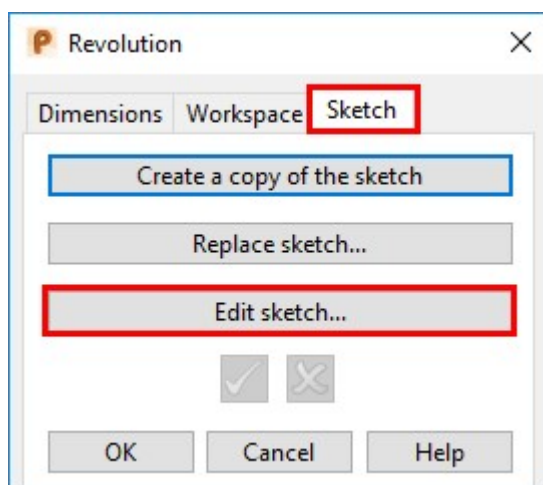 Revolution
Dimensions Workspace Sketch
Create a copy of the sketch
Replace sketch...
Edit sketch...
OK Cancel Help